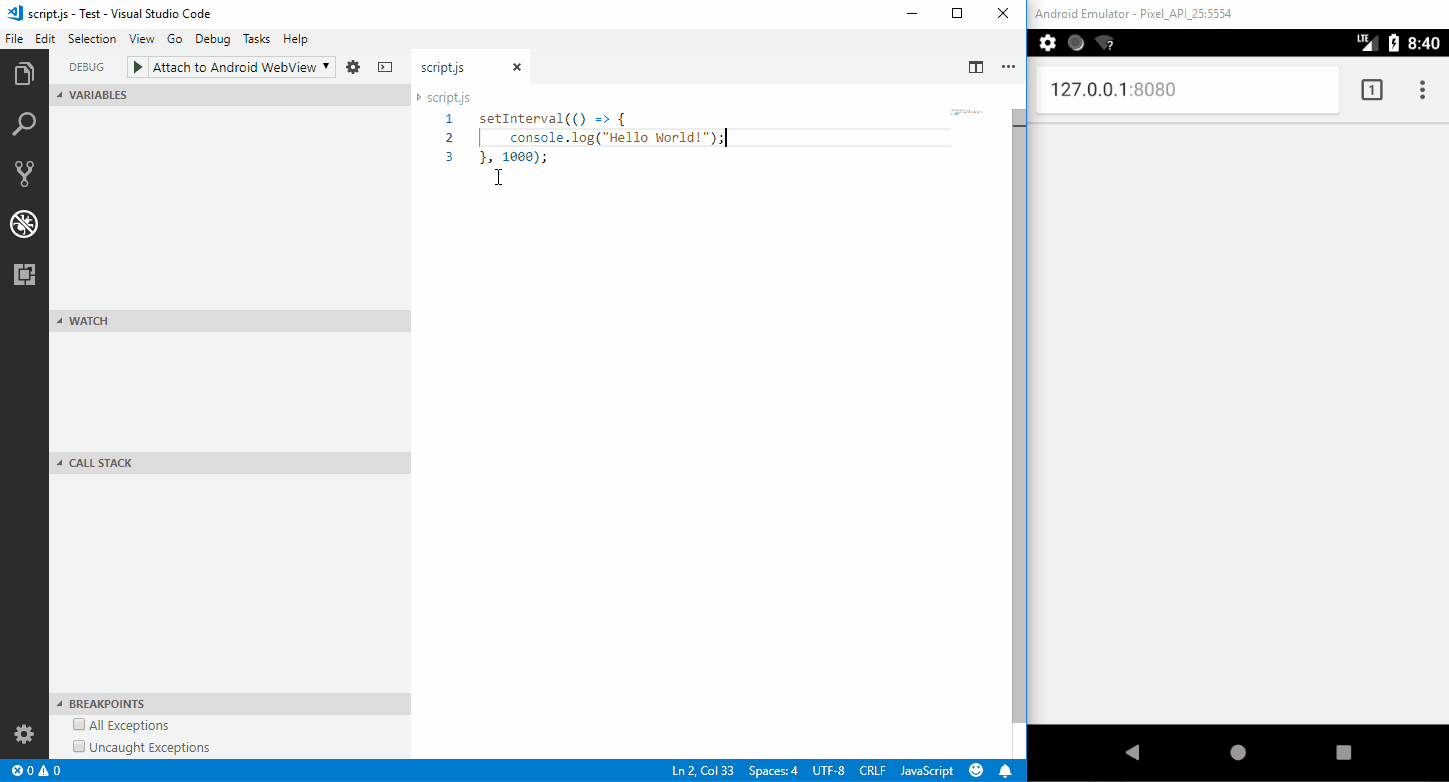 script.js - Test - Visual Studio Code
File Edit Selection View Go Debug Tasks Help
DEBUG Attach to Android WebView
VARIABLES
WATCH
CALL STACK
BREAKPOINTS
All Exceptions
Uncaught Exceptions
script.js
script.js
1 setInterval(() => {
2 console.log("Hello World!");
3 }, 1000);
0 0 Ln 2, Col 33 Spaces: 4 UTF-8 CRLF JavaScript
Android Emulator - Pixel_API_25:5554
? LTE 8:40
127.0.0.1:8080 1